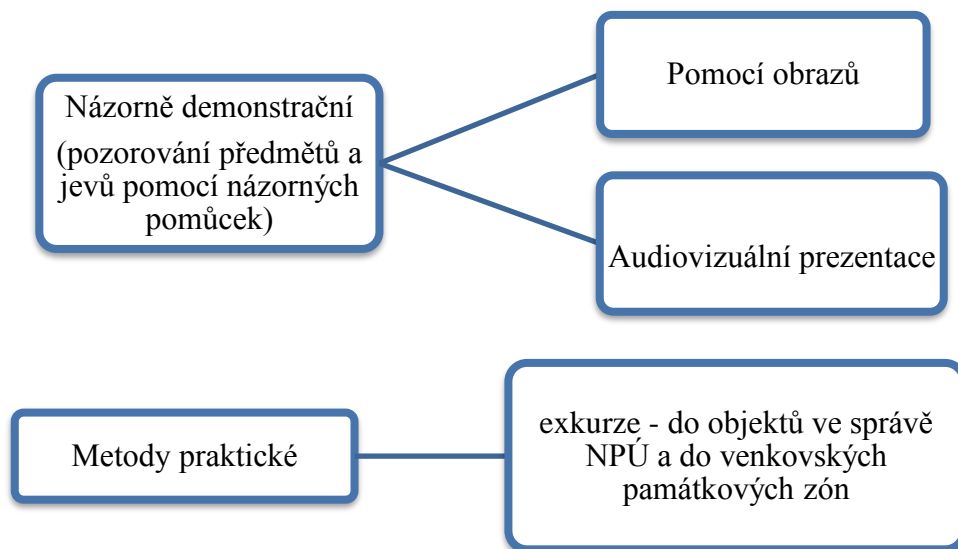 Názorně demonstrační
(pozorování předmětů a
jevů pomocí názorných
pomůcek)
Pomocí obrazů
Audiovizuální prezentace
Metody praktické
exkurze - do objektů ve správě
NPÚ a do venkovských
památkových zón